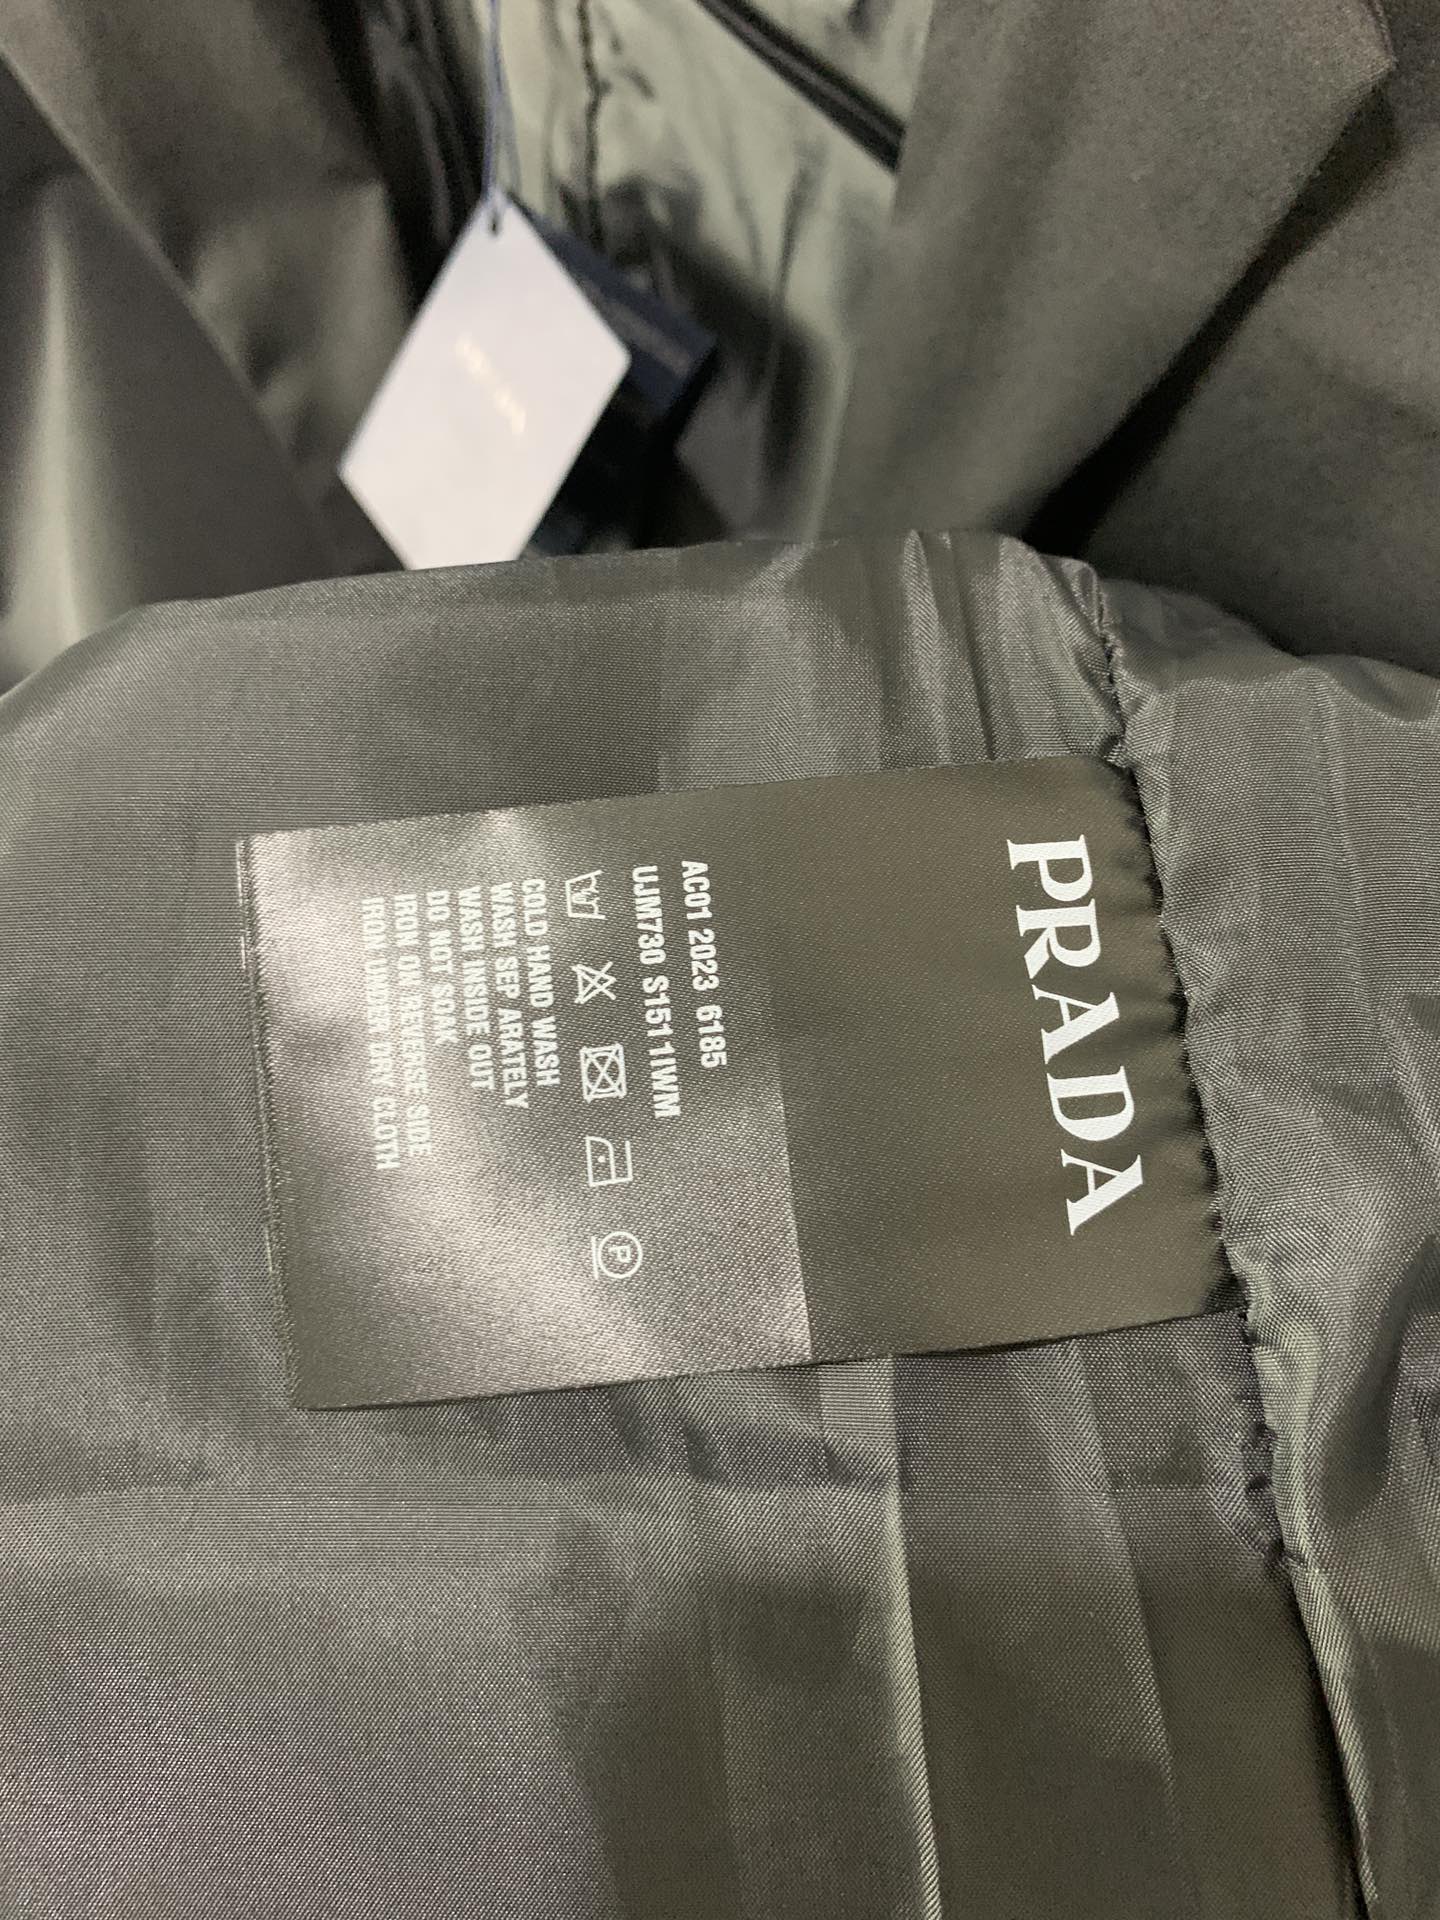 PRADA
AC01 2023 6185
UJM730 S151 1IWM
P
COLD HAND WASH
WASH SEP ARATELY
WASH INSIDE OUT
DO NOT SOAK
IRON ON REVERSE SIDE
IRON UNDER DRY CLOTH